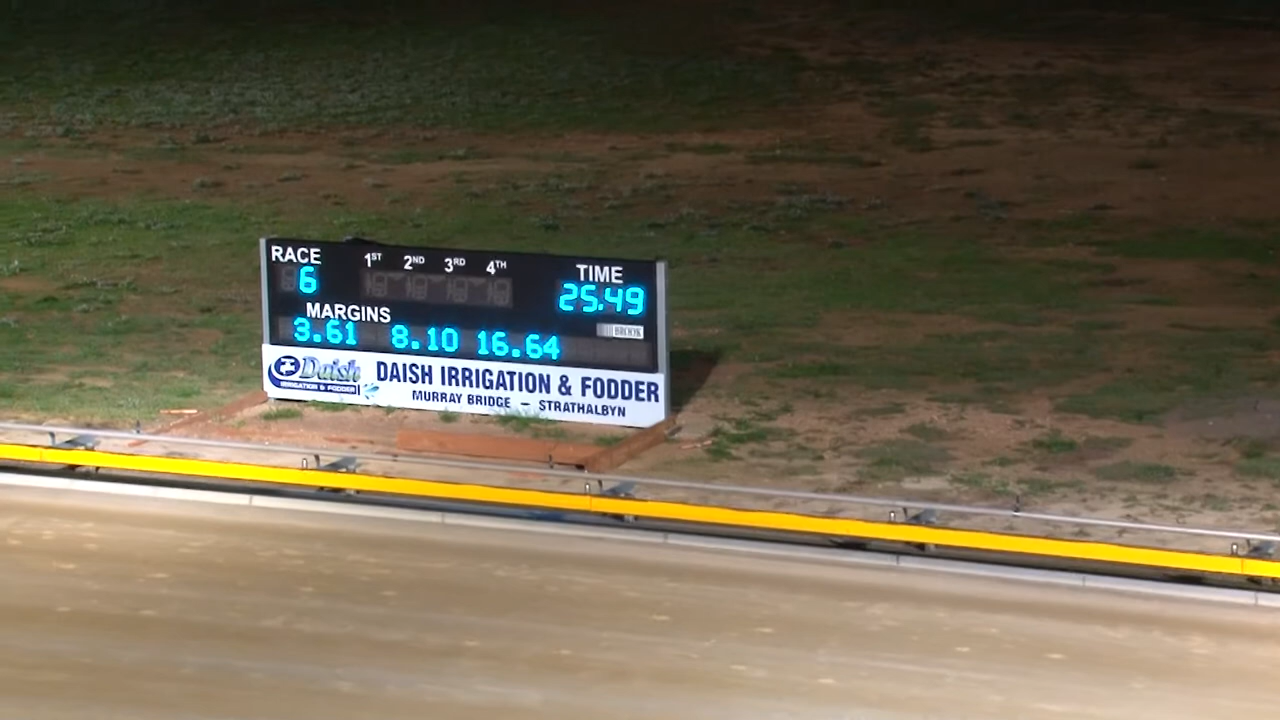 RACE 1ST 2ND 3RD 4TH TIME
6 25.49
MARGINS
3.61 8.10 16.64
BROOK
Daish
IRRIGATION & FODDER
DAISH IRRIGATION & FODDER
MURRAY BRIDGE – STRATHALBYN